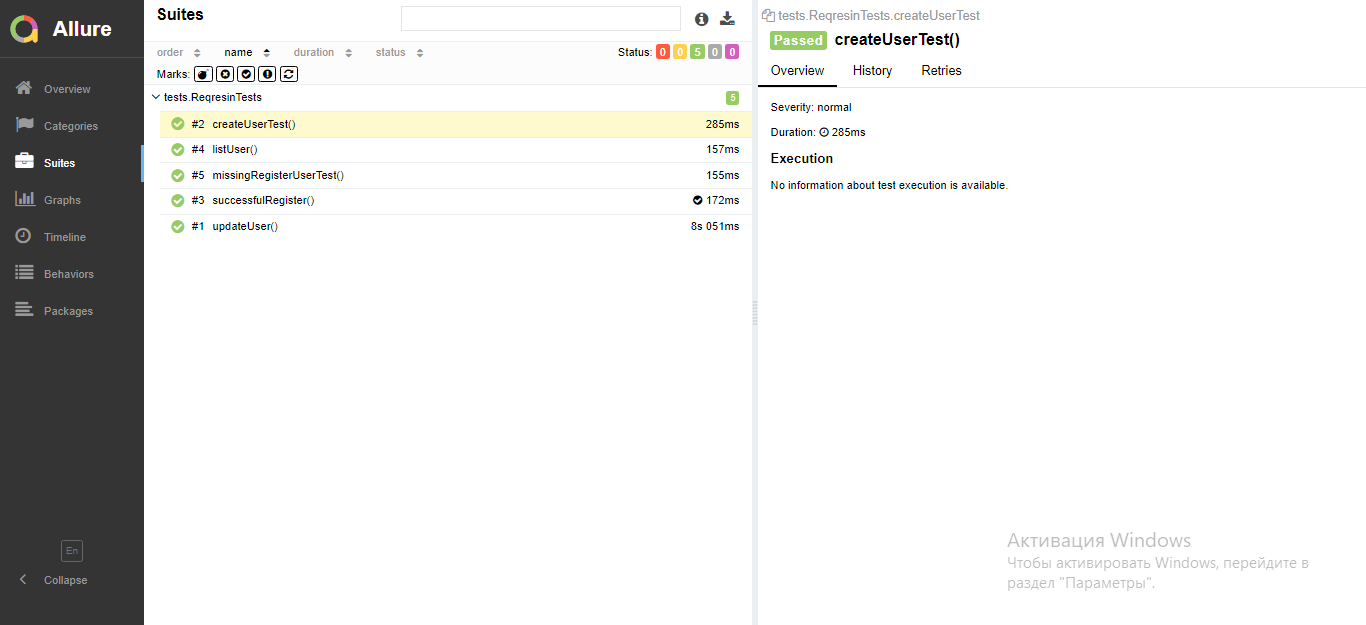 Allure
Overview
Categories
Suites
Graphs
Timeline
Behaviors
Packages
En
Collapse
Suites
order name duration status Status: 0 0 5 0 0
Marks:
tests.ReqresinTests 5
#2 createUserTest() 285ms
#4 listUser() 157ms
#5 missingRegisterUserTest() 155ms
#3 successfulRegister() 172ms
#1 updateUser() 8s 051ms
tests.ReqresinTests.createUserTest
Passed createUserTest()
Overview History Retries
Severity: normal
Duration: 285ms
Execution
No information about test execution is available.
Активация Windows
Чтобы активировать Windows, перейдите в
раздел "Параметры".